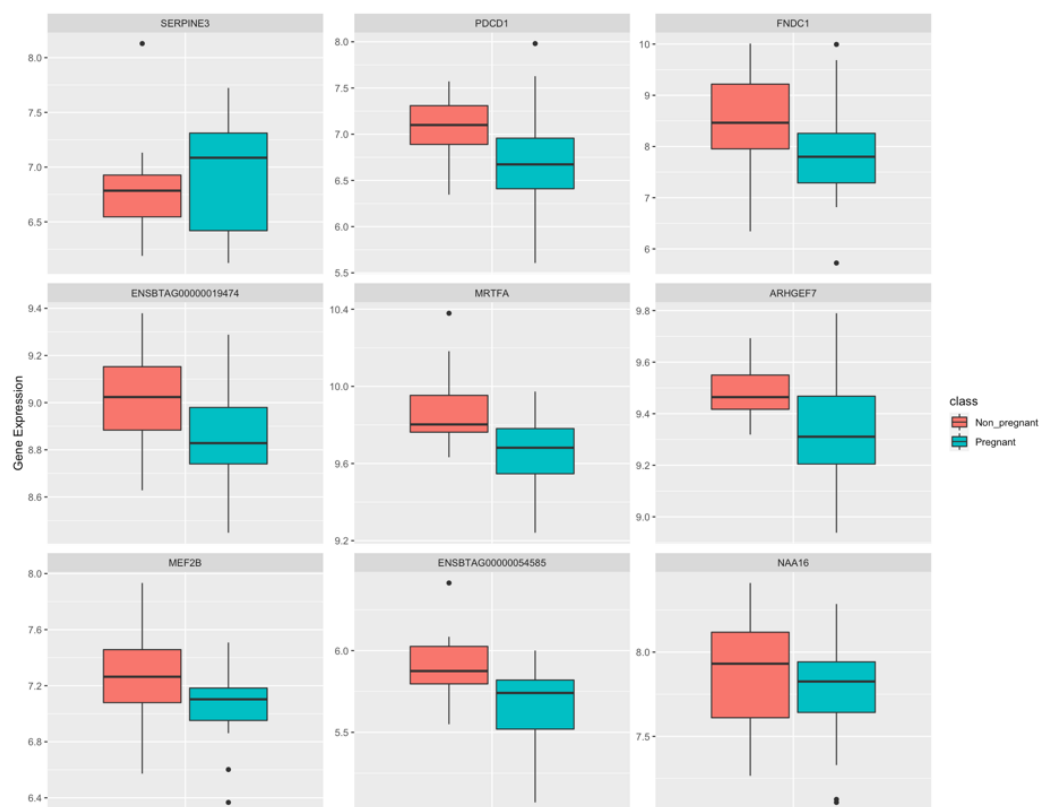 SERPINE3
PDCD1
FNDC1
8.0
7.5
7.0
6.5
8.0
7.5
7.0
6.5
6.0
5.5
10
9
8
7
6
ENSBTAG00000019474
MRTFA
ARHGEF7
9.4
9.2
9.0
8.8
8.6
10.4
10.0
9.6
9.2
9.8
9.6
9.4
9.2
9.0
MEF2B
ENSBTAG00000054585
NAA16
8.0
7.6
7.2
6.8
6.4
6.0
5.5
8.0
7.5
Gene Expression
class
Non_pregnant
Pregnant